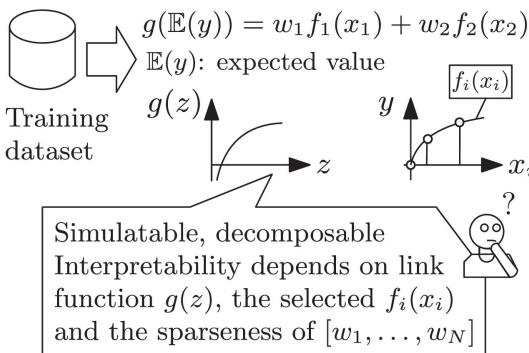 g(𝔼(y)) = w₁f₁(x₁) + w₂f₂(x₂)
𝔼(y): expected value
Training
dataset
g(z)
z
y
fᵢ(xᵢ)
xᵢ
?
Simulatable, decomposable
Interpretability depends on link
function g(z), the selected fᵢ(xᵢ)
and the sparseness of [w₁, . . . , w_N]